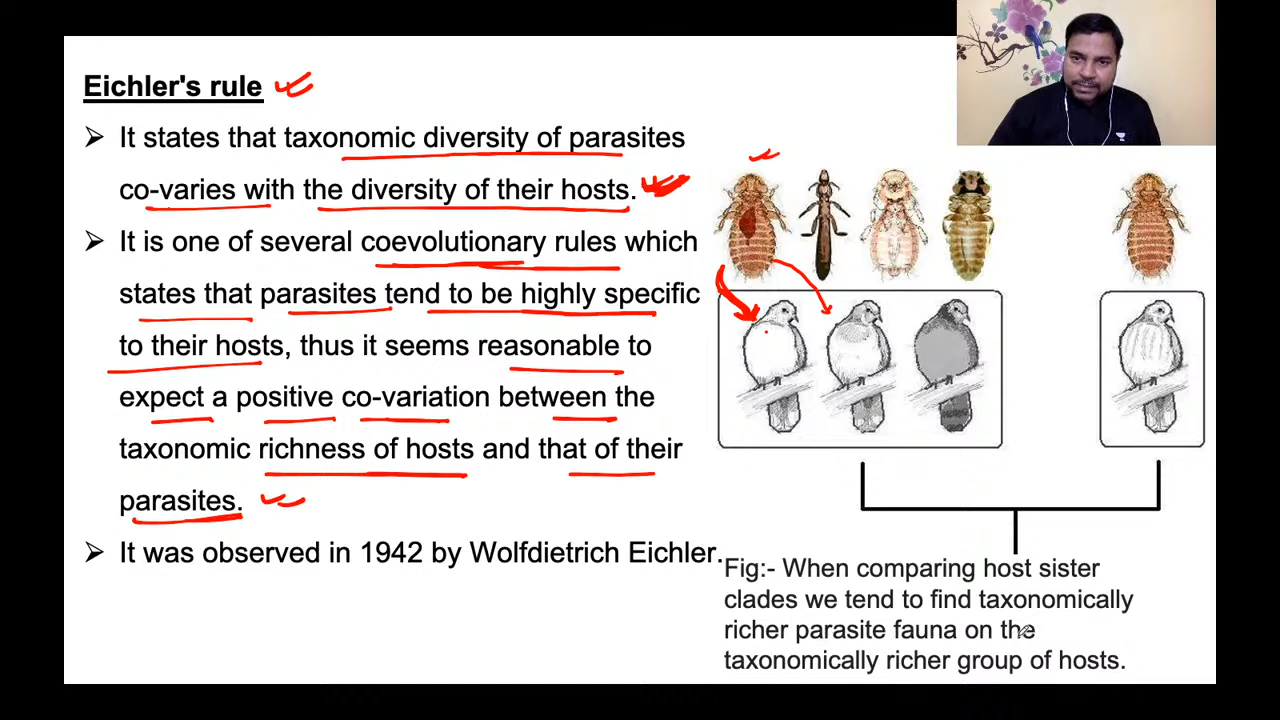 Eichler's rule
➢ It states that taxonomic diversity of parasites
co-varies with the diversity of their hosts.
➢ It is one of several coevolutionary rules which
states that parasites tend to be highly specific
to their hosts, thus it seems reasonable to
expect a positive co-variation between the
taxonomic richness of hosts and that of their
parasites.
➢ It was observed in 1942 by Wolfdietrich Eichler.
Fig:- When comparing host sister
clades we tend to find taxonomically
richer parasite fauna on the
taxonomically richer group of hosts.